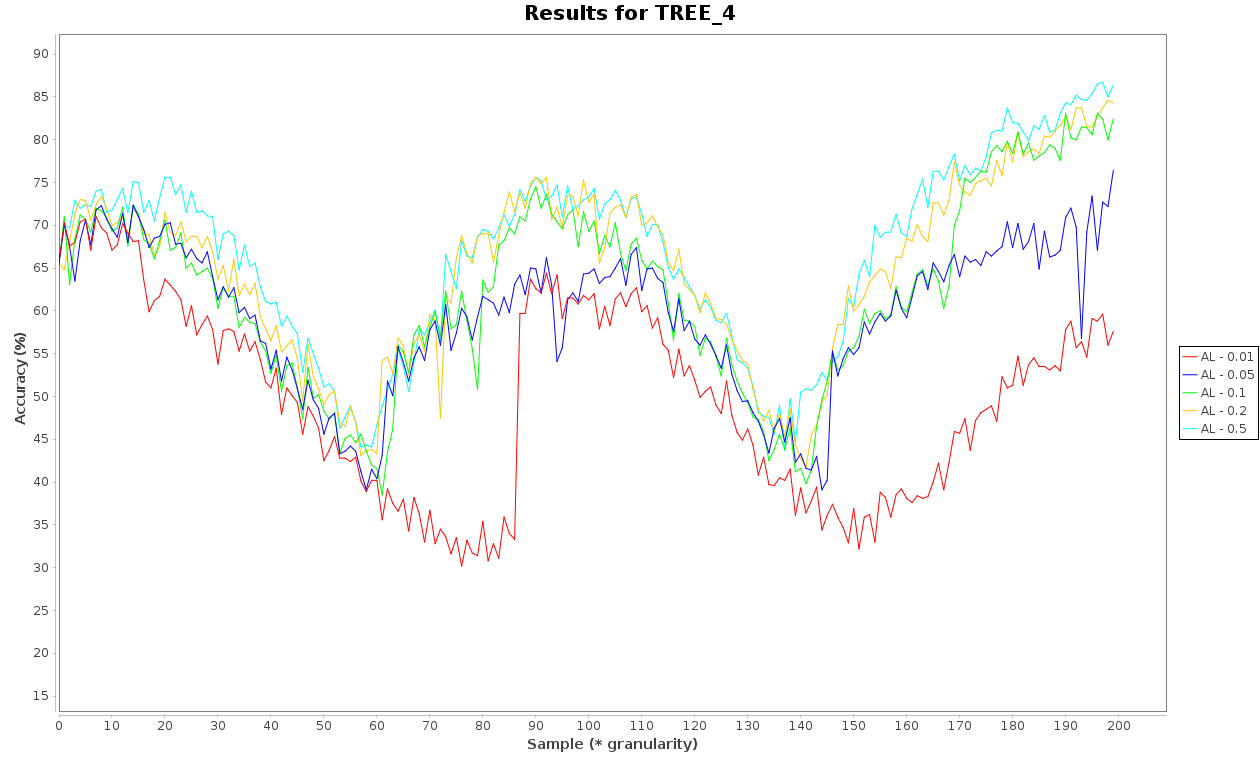 Results for TREE_4
Accuracy (%)
90
85
80
75
70
65
60
55
50
45
40
35
30
25
20
15
0 10 20 30 40 50 60 70 80 90 100 110 120 130 140 150 160 170 180 190 200
Sample (* granularity)
AL - 0.01
AL - 0.05
AL - 0.1
AL - 0.2
AL - 0.5